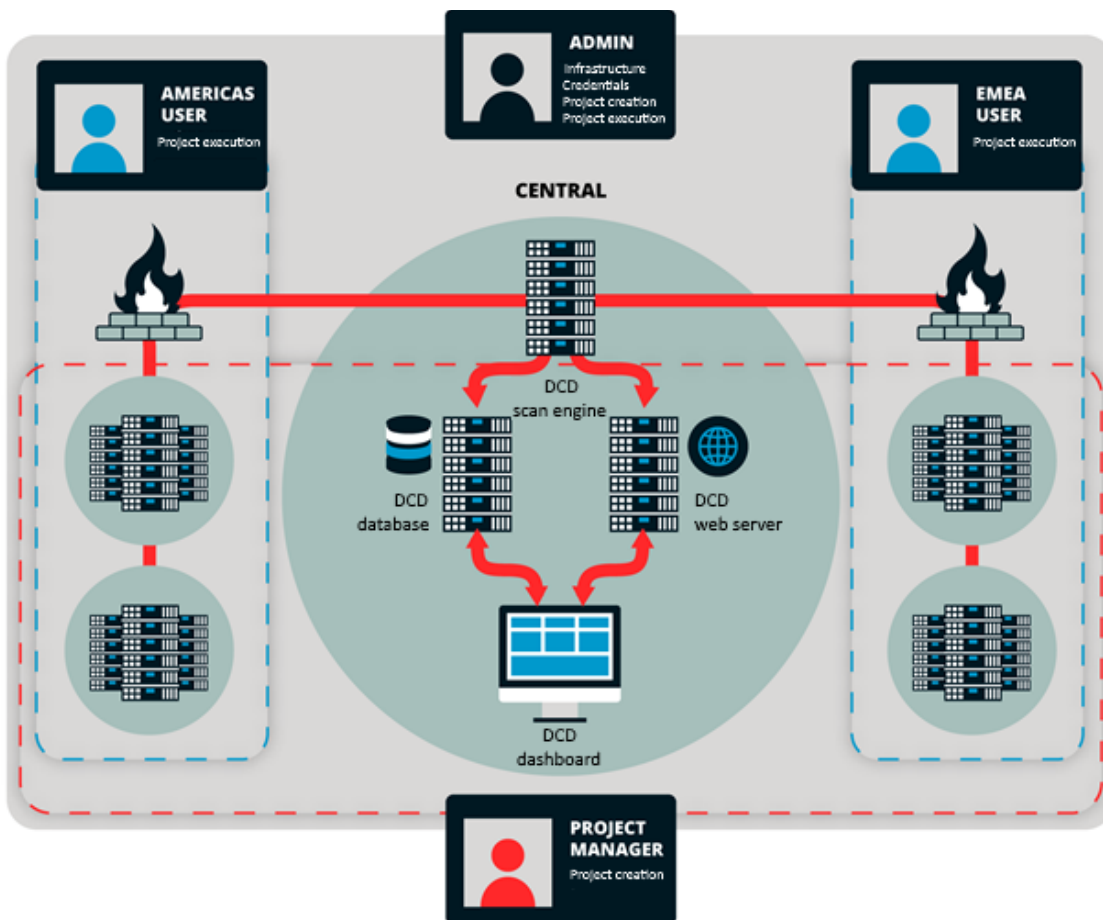 ADMIN
Infrastructure
Credentials
Project creation
Project execution
AMERICAS
USER
Project execution
EMEA
USER
Project execution
CENTRAL
DCD
scan engine
DCD
database
DCD
web server
DCD
dashboard
PROJECT
MANAGER
Project creation